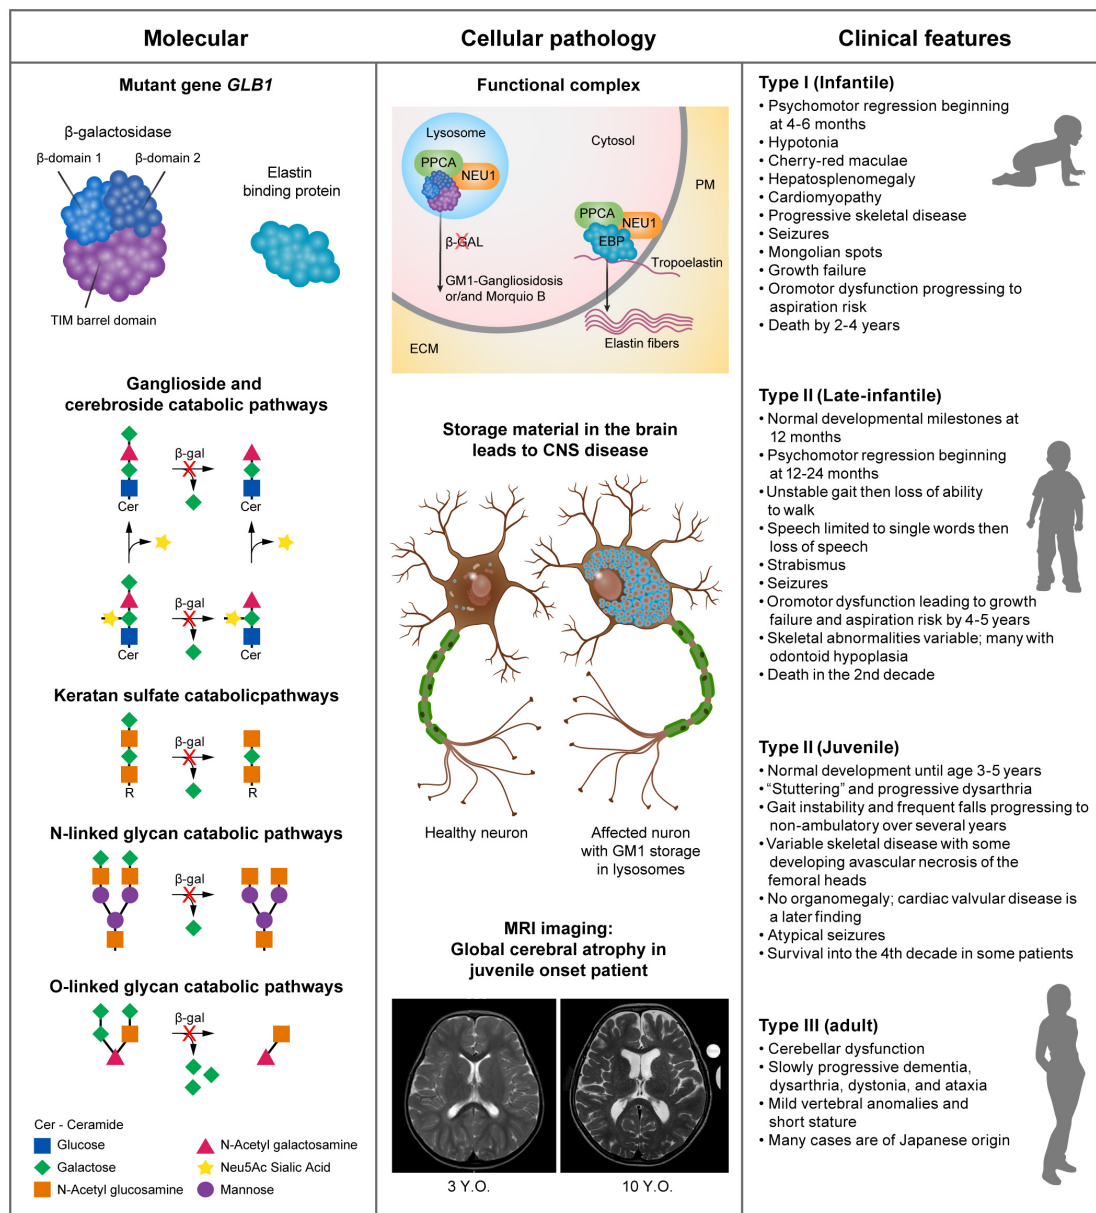 Molecular
Mutant gene GLB1
β-galactosidase
β-domain 1
β-domain 2
Elastin
binding protein
TIM barrel domain
Ganglioside and
cerebroside catabolic pathways
β-gal
Cer
Cer
β-gal
Cer
Cer
Keratan sulfate catabolicpathways
β-gal
R
R
N-linked glycan catabolic pathways
β-gal
O-linked glycan catabolic pathways
β-gal
Cer - Ceramide
Glucose
Galactose
N-Acetyl glucosamine
N-Acetyl galactosamine
Neu5Ac Sialic Acid
Mannose
Cellular pathology
Functional complex
Lysosome
PPCA
NEU1
Cytosol
PM
β-GAL
GM1-Gangliosidosis
or/and Morquio B
PPCA
NEU1
EBP
Tropoelastin
Elastin fibers
ECM
Storage material in the brain
leads to CNS disease
Healthy neuron
Affected nuron
with GM1 storage
in lysosomes
MRI imaging:
Global cerebral atrophy in
juvenile onset patient
3 Y.O.
10 Y.O.
Clinical features
Type I (Infantile)
• Psychomotor regression beginning
at 4-6 months
• Hypotonia
• Cherry-red maculae
• Hepatosplenomegaly
• Cardiomyopathy
• Progressive skeletal disease
• Seizures
• Mongolian spots
• Growth failure
• Oromotor dysfunction progressing to
aspiration risk
• Death by 2-4 years
Type II (Late-infantile)
• Normal developmental milestones at
12 months
• Psychomotor regression beginning
at 12-24 months
• Unstable gait then loss of ability
to walk
• Speech limited to single words then
loss of speech
• Strabismus
• Seizures
• Oromotor dysfunction leading to growth
failure and aspiration risk by 4-5 years
• Skeletal abnormalities variable; many with
odontoid hypoplasia
• Death in the 2nd decade
Type II (Juvenile)
• Normal development until age 3-5 years
• “Stuttering” and progressive dysarthria
• Gait instability and frequent falls progressing to
non-ambulatory over several years
• Variable skeletal disease with some
developing avascular necrosis of the
femoral heads
• No organomegaly; cardiac valvular disease is
a later finding
• Atypical seizures
• Survival into the 4th decade in some patients
Type III (adult)
• Cerebellar dysfunction
• Slowly progressive dementia,
dysarthria, dystonia, and ataxia
• Mild vertebral anomalies and
short stature
• Many cases are of Japanese origin